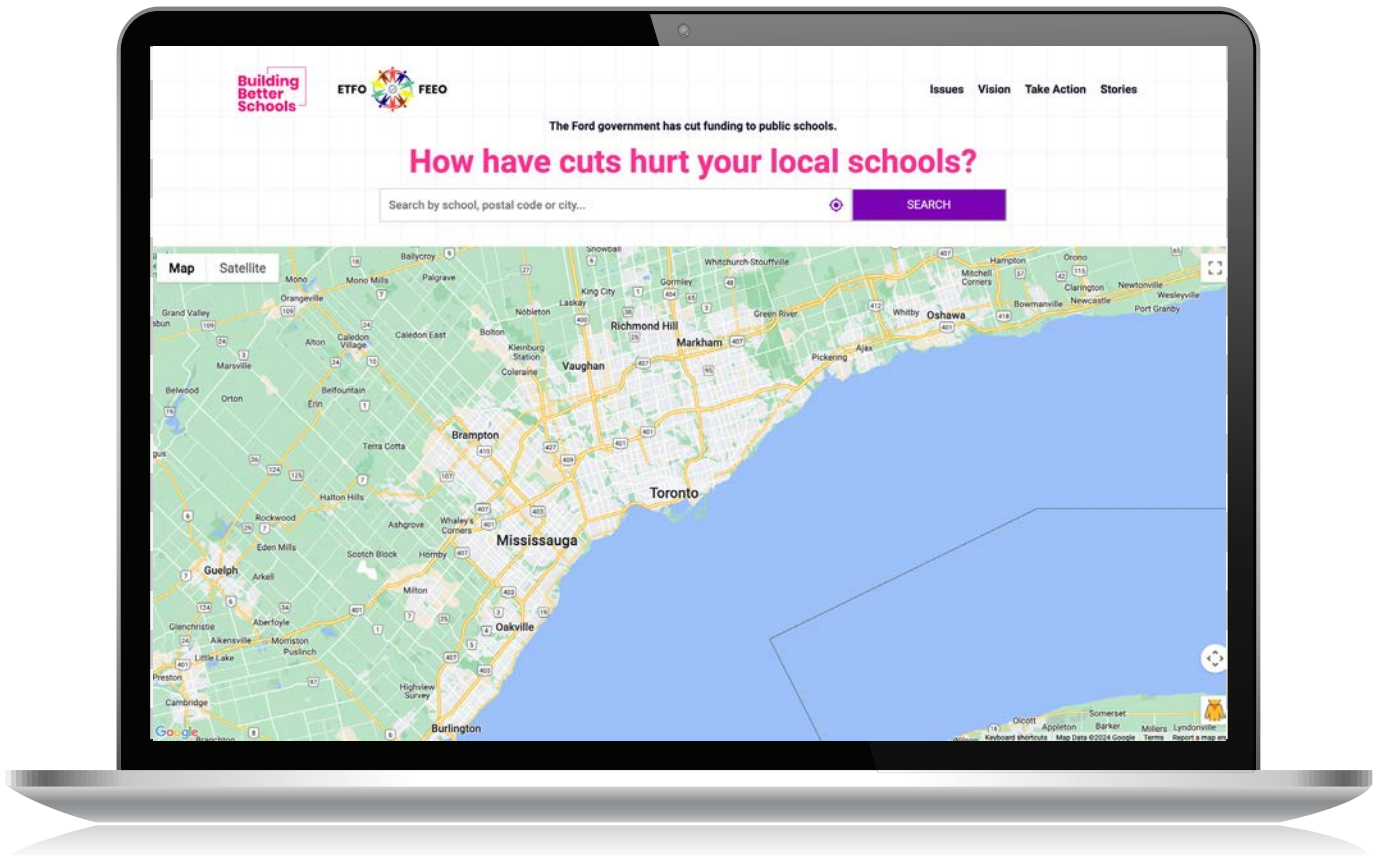 Building
Better
Schools
ETFO FEEO
Issues Vision Take Action Stories
The Ford government has cut funding to public schools.
How have cuts hurt your local schools?
Search by school, postal code or city...
SEARCH
Map Satellite
Snowball
Ballycroy
Whitchurch-Stouffville
Hampton
Orono
Mono
Mono Mills
Palgrave
King City
Gormley
Mitchell
Corners
Clarington
Newtonville
Wesleyville
Orangeville
Laskay
Bowmanville
Newcastle
Port Granby
Grand Valley
Nobleton
Green River
Whitby
Oshawa
Richmond Hill
Alton
Caledon
Village
Caledon East
Bolton
Markham
Kleinburg
Station
Pickering
Ajax
Marsville
Coleraine
Vaughan
Belwood
Orton
Belfountain
Erin
Brampton
Terra Cotta
Toronto
Halton Hills
Rockwood
Ashgrove
Whaley's
Corners
Mississauga
Eden Mills
Scotch Block
Hornby
Guelph
Arkell
Milton
Glenchristie
Aberfoyle
Oakville
Aikensville
Morriston
Little Lake
Puslinch
Preston
Highview
Survey
Cambridge
Burlington
Olcott
Appleton
Somerset
Barker
Millers
Lyndonville
Google
Keyboard shortcuts Map Data ©2024 Google Terms Report a map